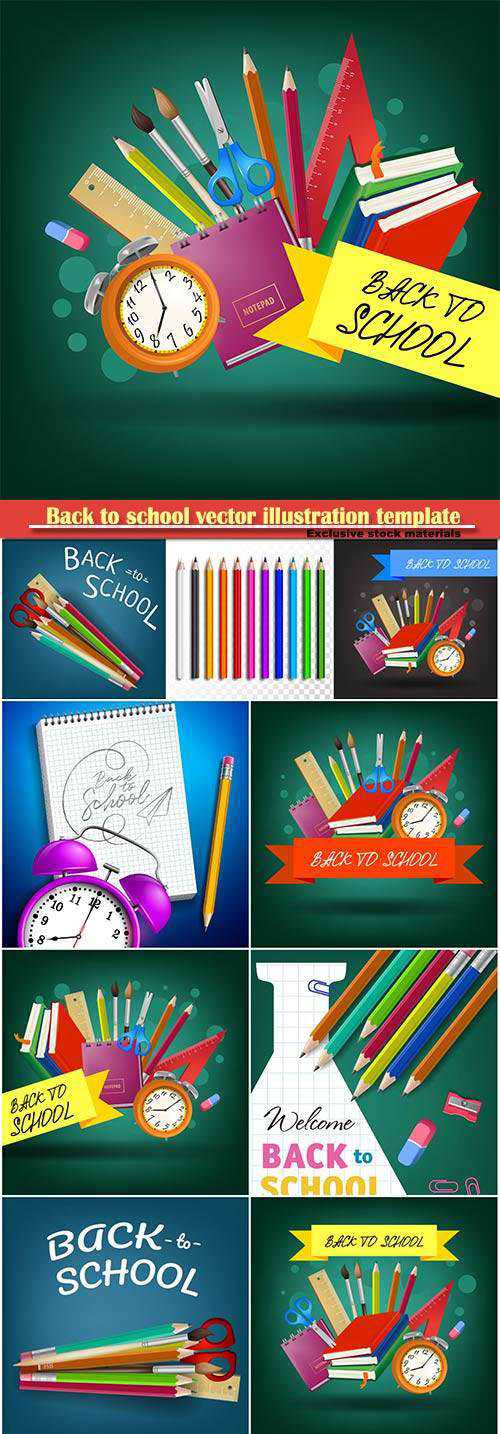 NOTEPAD
BACK TO
SCHOOL
Back to school vector illustration template
Exclusive stock materials
BACK
-to-
SCHOOL
BACK TO SCHOOL
Back
to
School
BACK TO SCHOOL
BACK TO
SCHOOL
NOTEPAD
Welcome
BACK to
SCHOOL
BACK -to-
SCHOOL
BACK TO SCHOOL